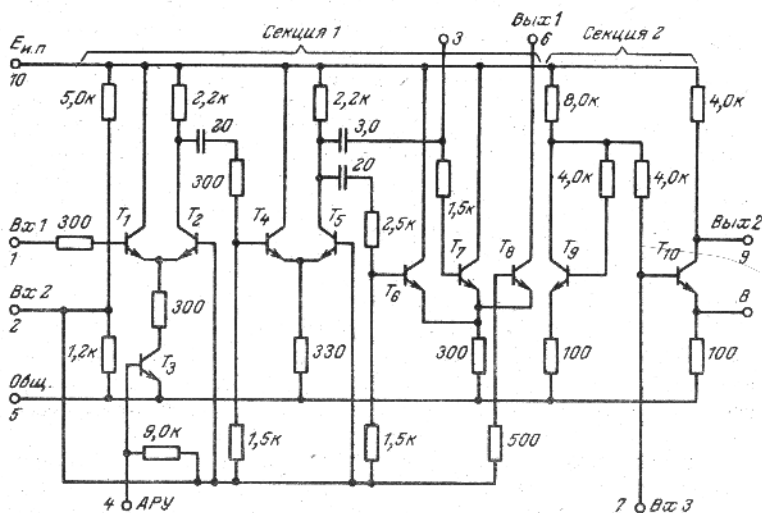 Секция 1
3
Вых 1
6
Секция 2
Eи.п
10
5,0к
2,2к
20
300
2,2к
3,0
20
1,5к
8,0к
4,0к
4,0к
4,0к
Вх 1
1
300
T1
T2
T4
T5
2,5к
T6
T7
T8
T9
T10
Вых 2
9
Вх 2
2
300
8
1,2к
T3
330
300
100
100
Общ.
5
9,0к
1,5к
1,5к
500
4
АРУ
7
Вх 3